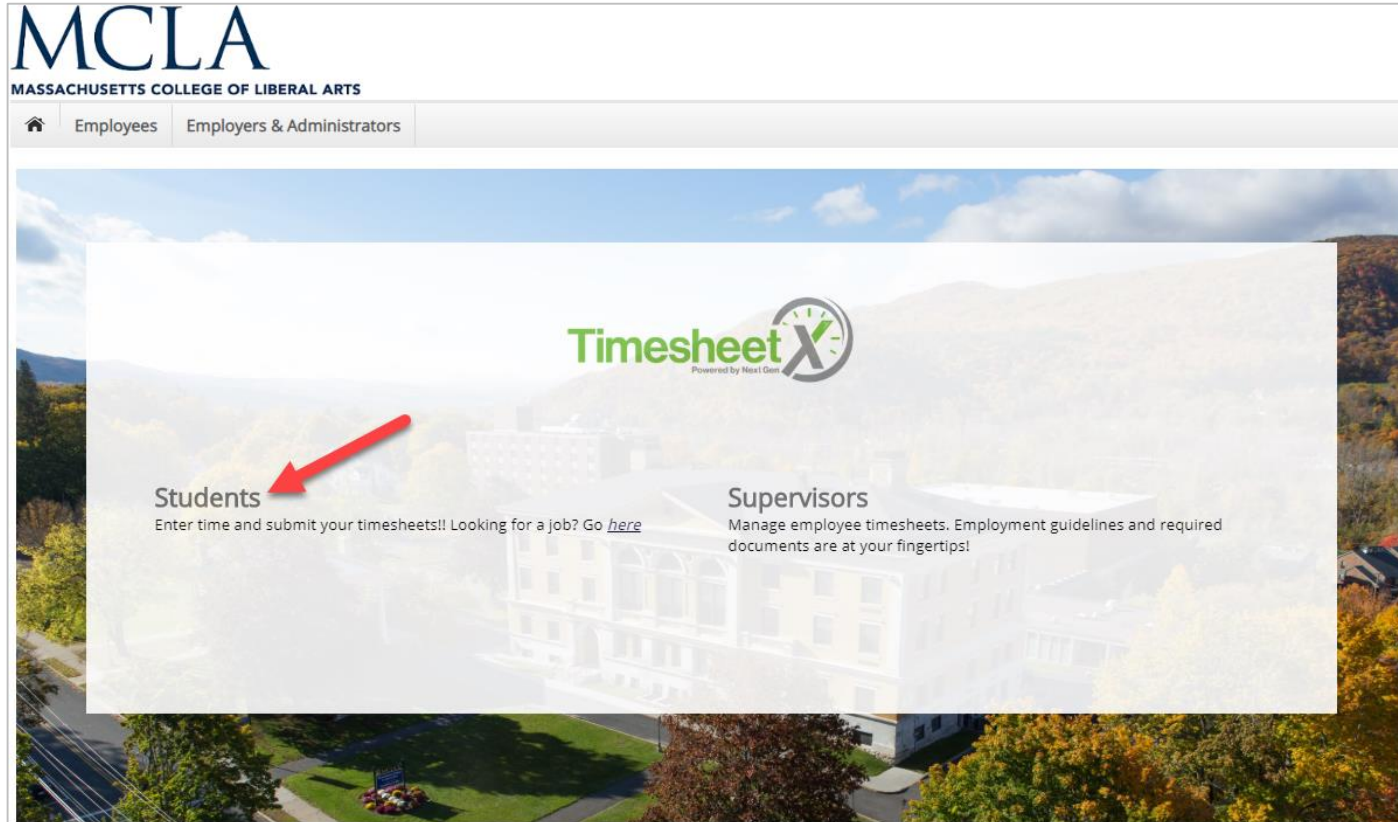 MCLA
MASSACHUSETTS COLLEGE OF LIBERAL ARTS
Employees
Employers & Administrators
TimesheetX
Powered by Next Gen
Students
Enter time and submit your timesheets!! Looking for a job? Go here
Supervisors
Manage employee timesheets. Employment guidelines and required
documents are at your fingertips!